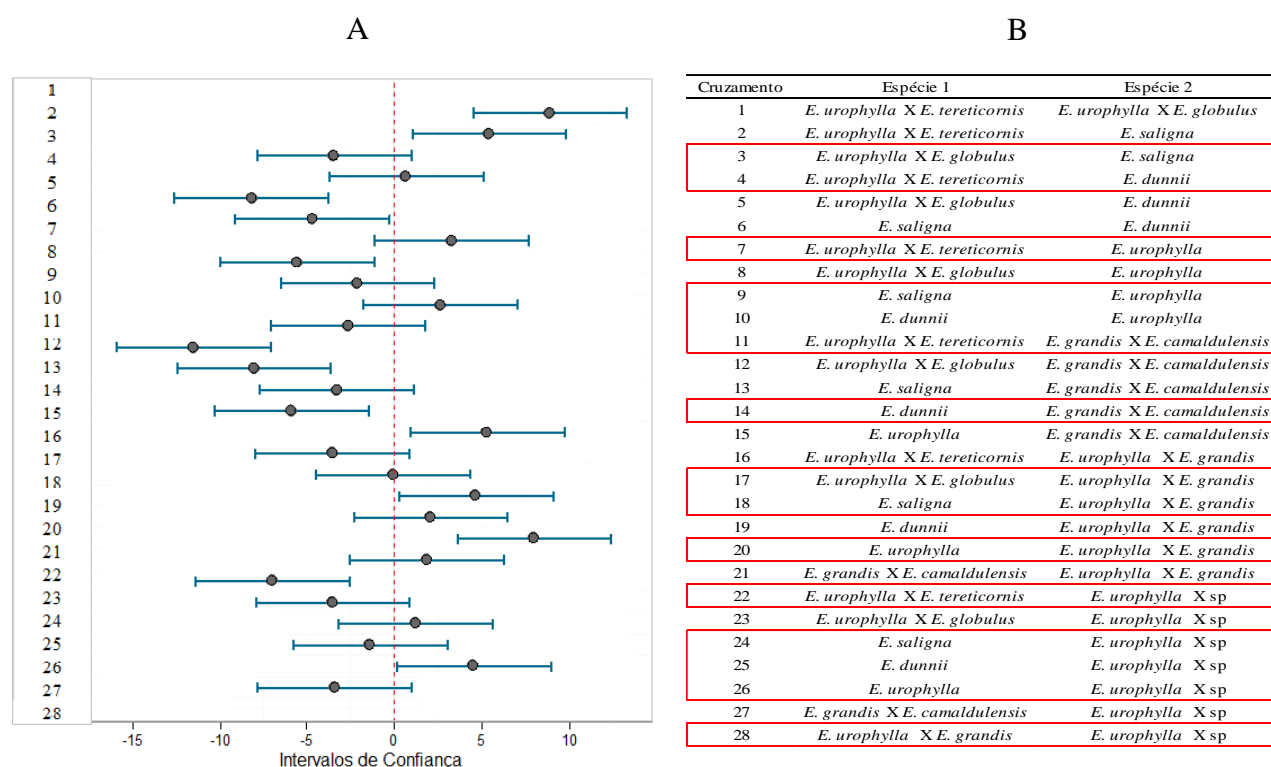 A
1
2
3
4
5
6
7
8
9
10
11
12
13
14
15
16
17
18
19
20
21
22
23
24
25
26
27
28
-15 -10 -5 0 5 10
Intervalos de Confianca
B
Cruzamento Espécie 1 Espécie 2
1 E. urophylla X E. tereticornis E. urophylla X E. globulus
2 E. urophylla X E. tereticornis E. saligna
3 E. urophylla X E. globulus E. saligna
4 E. urophylla X E. tereticornis E. dunnii
5 E. urophylla X E. globulus E. dunnii
6 E. saligna E. dunnii
7 E. urophylla X E. tereticornis E. urophylla
8 E. urophylla X E. globulus E. urophylla
9 E. saligna E. urophylla
10 E. dunnii E. urophylla
11 E. urophylla X E. tereticornis E. grandis X E. camaldulensis
12 E. urophylla X E. globulus E. grandis X E. camaldulensis
13 E. saligna E. grandis X E. camaldulensis
14 E. dunnii E. grandis X E. camaldulensis
15 E. urophylla E. grandis X E. camaldulensis
16 E. urophylla X E. tereticornis E. urophylla X E. grandis
17 E. urophylla X E. globulus E. urophylla X E. grandis
18 E. saligna E. urophylla X E. grandis
19 E. dunnii E. urophylla X E. grandis
20 E. urophylla E. urophylla X E. grandis
21 E. grandis X E. camaldulensis E. urophylla X E. grandis
22 E. urophylla X E. tereticornis E. urophylla X sp
23 E. urophylla X E. globulus E. urophylla X sp
24 E. saligna E. urophylla X sp
25 E. dunnii E. urophylla X sp
26 E. urophylla E. urophylla X sp
27 E. grandis X E. camaldulensis E. urophylla X sp
28 E. urophylla X E. grandis E. urophylla X sp